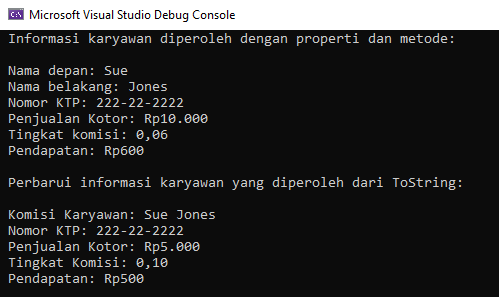 Microsoft Visual Studio Debug Console
Informasi karyawan diperoleh dengan properti dan metode:
Nama depan: Sue
Nama belakang: Jones
Nomor KTP: 222-22-2222
Penjualan Kotor: Rp10.000
Tingkat komisi: 0,06
Pendapatan: Rp600
Perbarui informasi karyawan yang diperoleh dari ToString:
Komisi Karyawan: Sue Jones
Nomor KTP: 222-22-2222
Penjualan Kotor: Rp5.000
Tingkat Komisi: 0,10
Pendapatan: Rp500